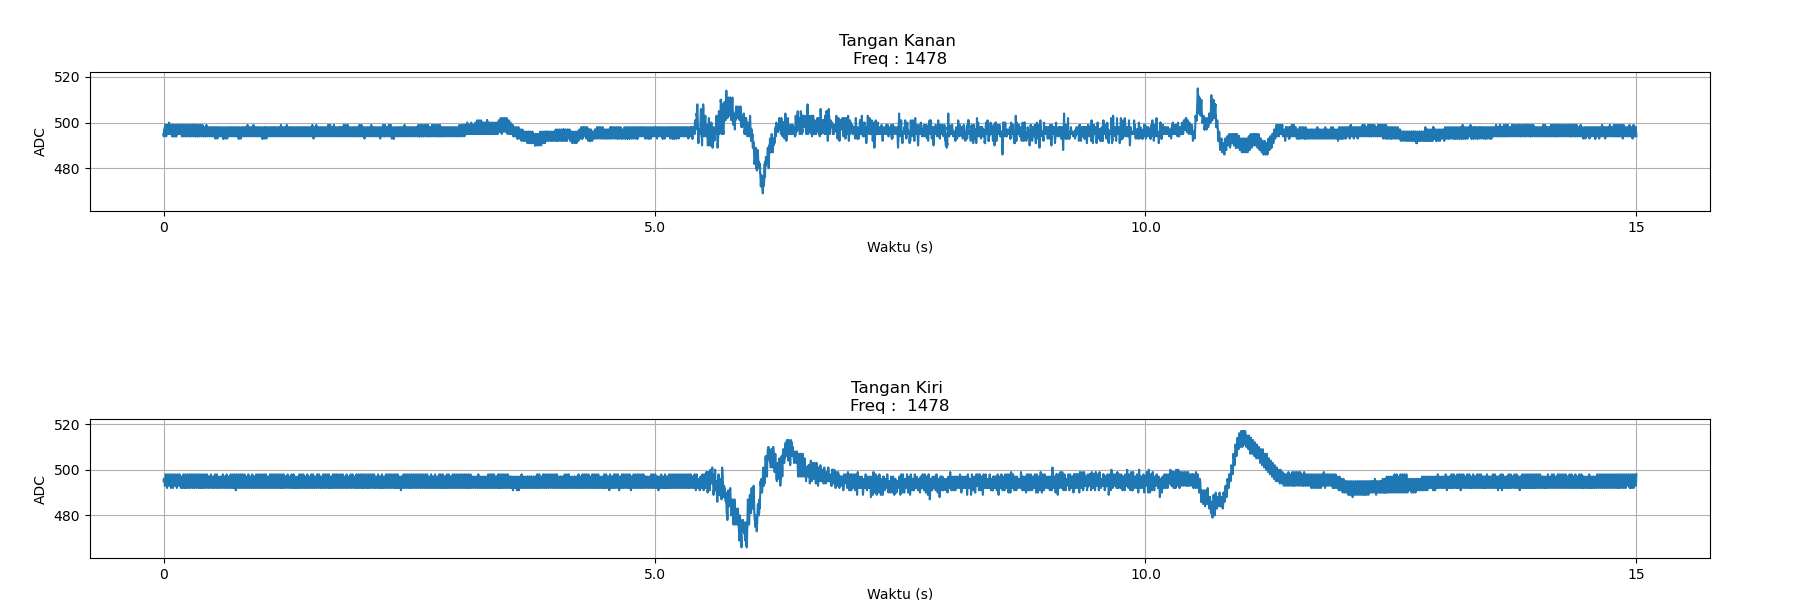 Tangan Kanan
Freq : 1478
520
500
480
ADC
0 5.0 10.0 15
Waktu (s)
Tangan Kiri
Freq :  1478
520
500
480
ADC
0 5.0 10.0 15
Waktu (s)